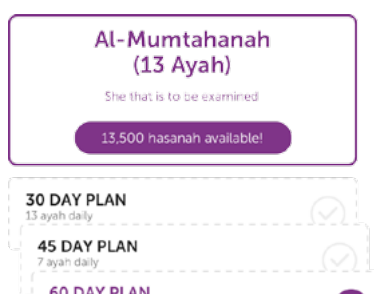 Al-Mumtahanah
(13 Ayah)
She that is to be examined
13,500 hasanah available!
30 DAY PLAN
13 ayah daily
45 DAY PLAN
7 ayah daily
60 DAY PLAN